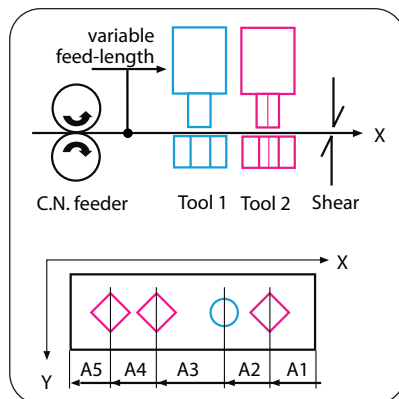 variable
feed-length
X
C.N. feeder Tool 1 Tool 2 Shear
X
A5 A4 A3 A2 A1
Y